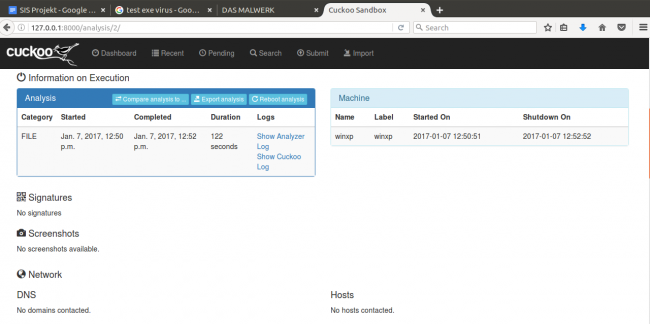 SIS Projekt - Google ...
test exe virus - Goo...
DAS MALWERK
Cuckoo Sandbox
127.0.0.1:8000/analysis/2/
Search
cuckoo
Dashboard
Recent
Pending
Search
Submit
Import
Information on Execution
Analysis
Compare analysis to...
Export analysis
Reboot analysis
Category Started Completed Duration Logs
FILE Jan. 7, 2017, 12:50 p.m. Jan. 7, 2017, 12:52 p.m. 122 seconds Show Analyzer Log
Show Cuckoo Log
Machine
Name Label Started On Shutdown On
winxp winxp 2017-01-07 12:50:51 2017-01-07 12:52:52
Signatures
No signatures
Screenshots
No screenshots available.
Network
DNS
No domains contacted.
Hosts
No hosts contacted.